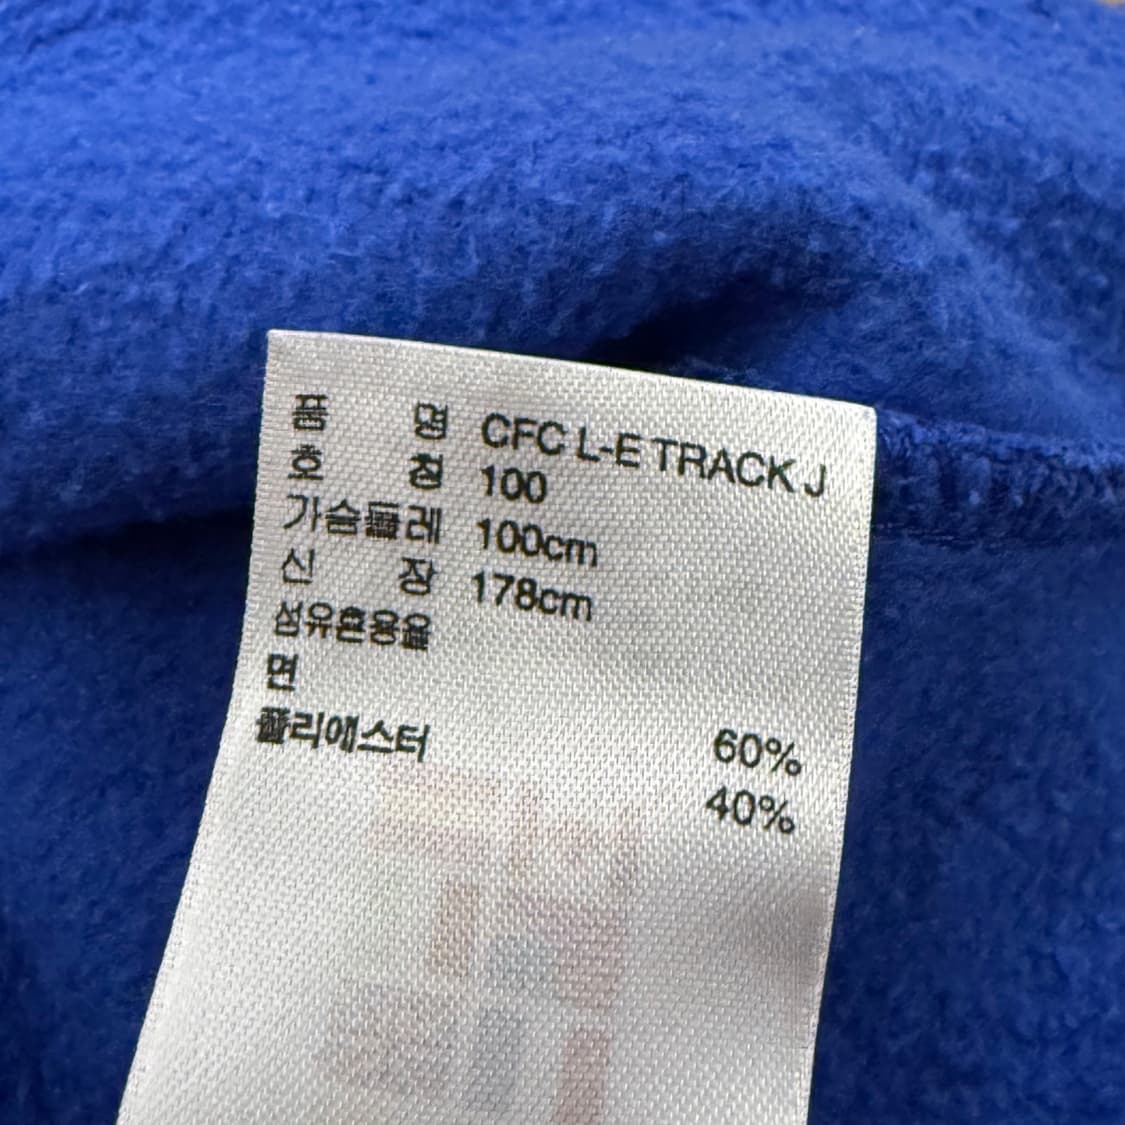 품 명 CFC L-E TRACK J
호 칭 100
가슴둘레 100cm
신 장 178cm
섬유혼용율
면 60%
폴리에스터 40%